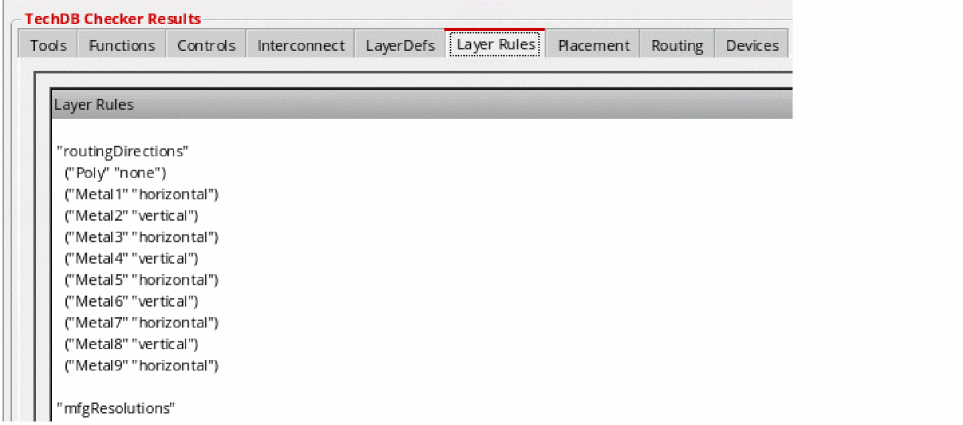 TechDB Checker Results
Tools Functions Controls Interconnect LayerDefs Layer Rules Placement Routing Devices
Layer Rules
"routingDirections"
("Poly" "none")
("Metal1" "horizontal")
("Metal2" "vertical")
("Metal3" "horizontal")
("Metal4" "vertical")
("Metal5" "horizontal")
("Metal6" "vertical")
("Metal7" "horizontal")
("Metal8" "vertical")
("Metal9" "horizontal")
"mfgResolutions"